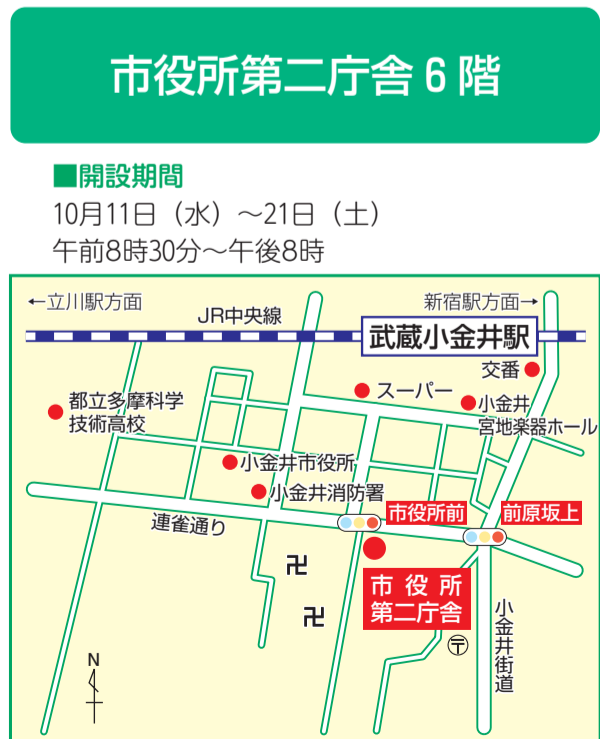 市役所第二庁舎6階
■開設期間
10月11日（水）～21日（土）
午前8時30分～午後8時
←立川駅方面
新宿駅方面→
JR中央線
武蔵小金井駅
交番
スーパー
都立多摩科学
技術高校
小金井
宮地楽器ホール
小金井市役所
小金井消防署
市役所前
前原坂上
連雀通り
卍
卍
市役所
第二庁舎
〒
小金井街道
N